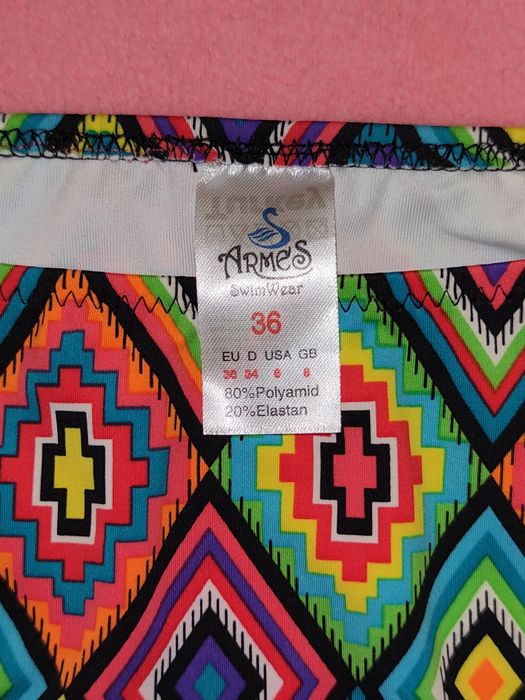 ARMES
SwimWear
36
EU D USA GB
36 34 6 8
80%Polyamid
20%Elastan